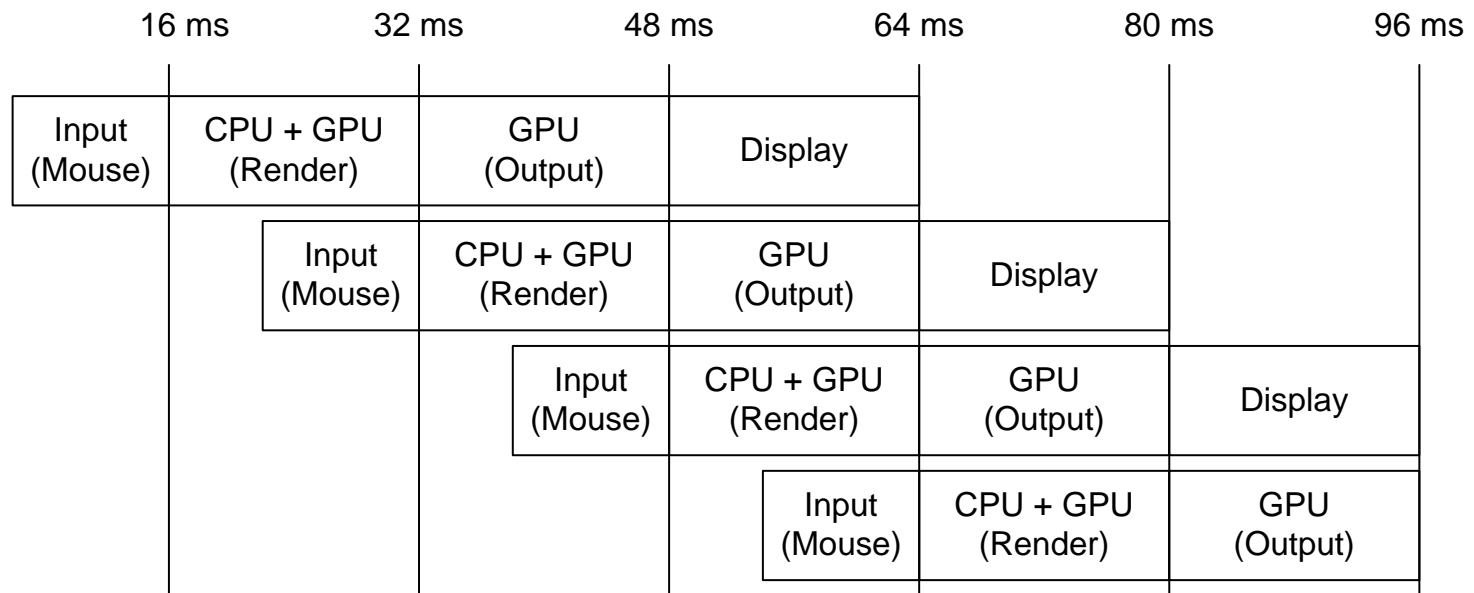 16 ms 32 ms 48 ms 64 ms 80 ms 96 ms
Input CPU + GPU GPU Display
(Mouse) (Render) (Output)
Input CPU + GPU GPU Display
(Mouse) (Render) (Output)
Input CPU + GPU GPU Display
(Mouse) (Render) (Output)
Input CPU + GPU GPU
(Mouse) (Render) (Output)